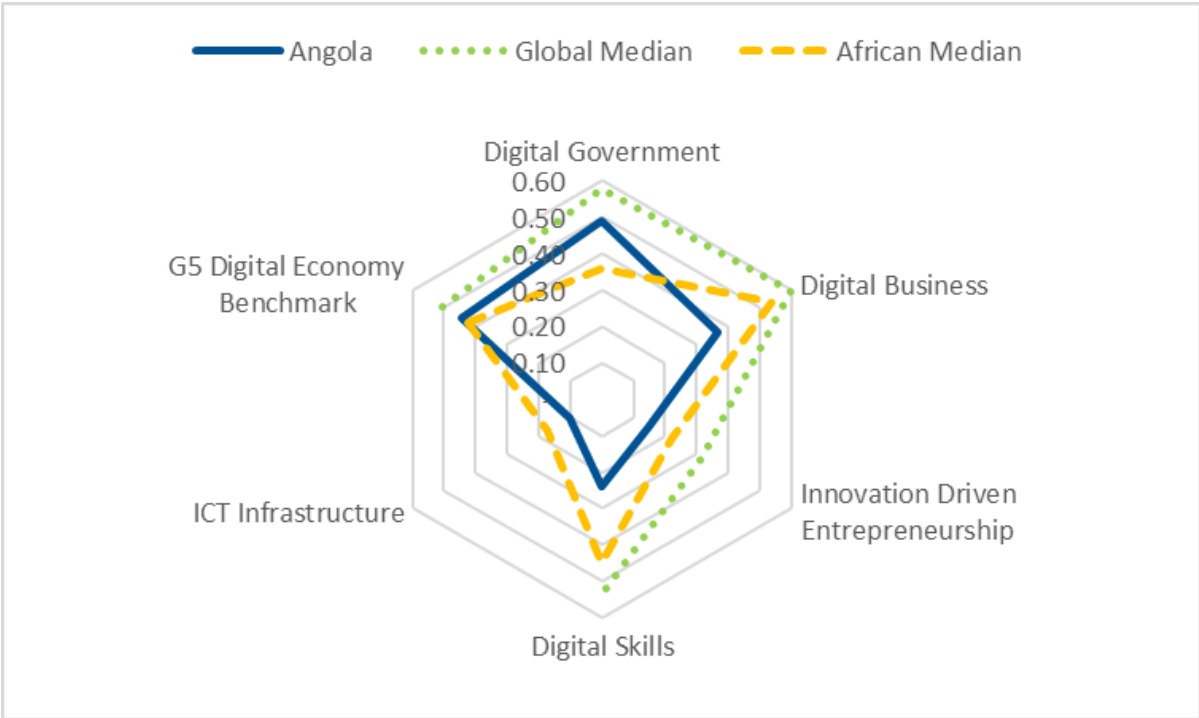 Angola
Global Median
African Median
Digital Government
0.60
0.50
0.40
0.30
0.20
0.10
Digital Business
G5 Digital Economy
Benchmark
Innovation Driven
Entrepreneurship
ICT Infrastructure
Digital Skills